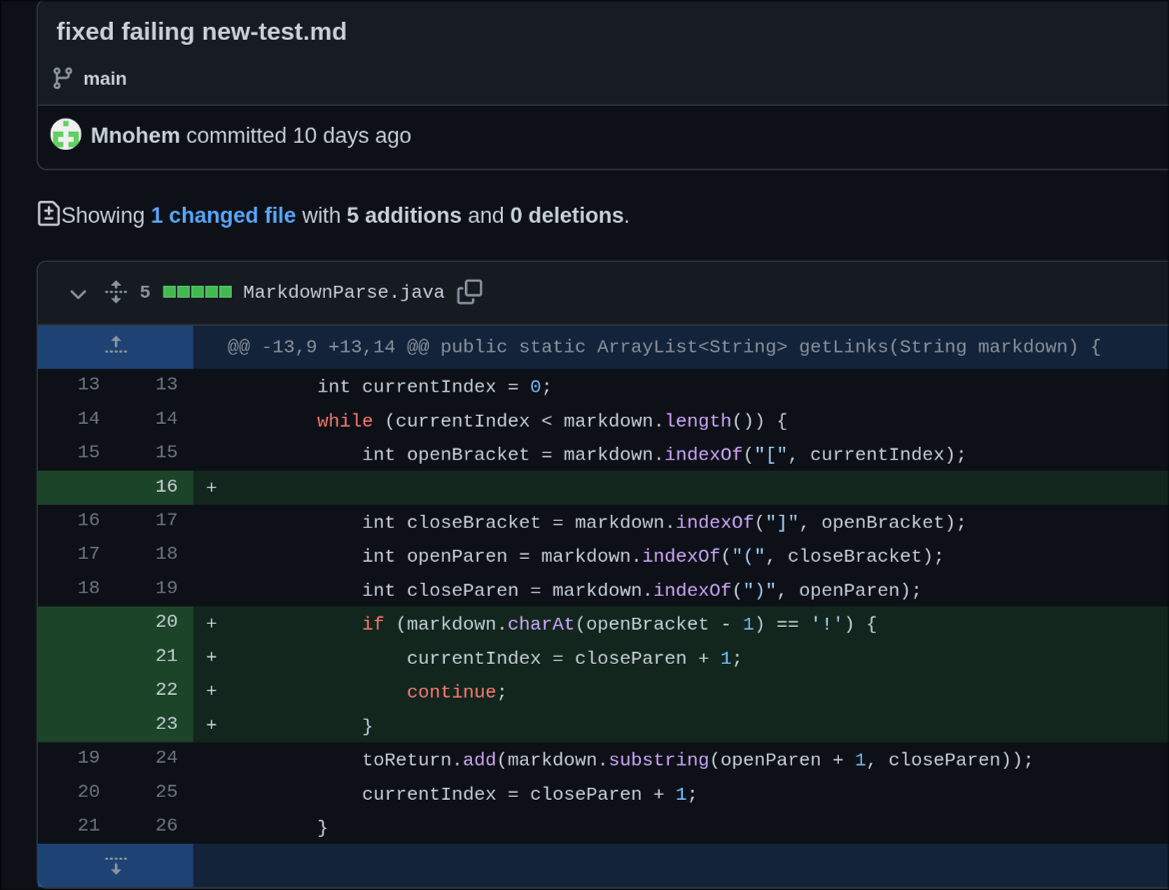 fixed failing new-test.md
main
Mnohem committed 10 days ago
Showing 1 changed file with 5 additions and 0 deletions.
5 MarkdownParse.java
@@ -13,9 +13,14 @@ public static ArrayList<String> getLinks(String markdown) {
13 13 int currentIndex = 0;
14 14 while (currentIndex < markdown.length()) {
15 15 int openBracket = markdown.indexOf("[", currentIndex);
16 +
16 17 int closeBracket = markdown.indexOf("]", openBracket);
17 18 int openParen = markdown.indexOf("(", closeBracket);
18 19 int closeParen = markdown.indexOf(")", openParen);
20 + if (markdown.charAt(openBracket - 1) == '!') {
21 + currentIndex = closeParen + 1;
22 + continue;
23 + }
19 24 toReturn.add(markdown.substring(openParen + 1, closeParen));
20 25 currentIndex = closeParen + 1;
21 26 }